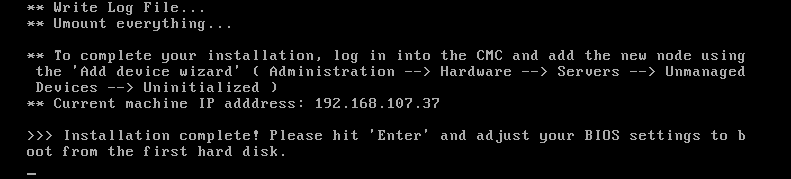 ** Write Log File...
** Umount everything...
** To complete your installation, log in into the CMC and add the new node using
the 'Add device wizard' ( Administration --> Hardware --> Servers --> Unmanaged
Devices --> Uninitialized )
** Current machine IP adddress: 192.168.107.37
>>> Installation complete! Please hit 'Enter' and adjust your BIOS settings to b
oot from the first hard disk.
_